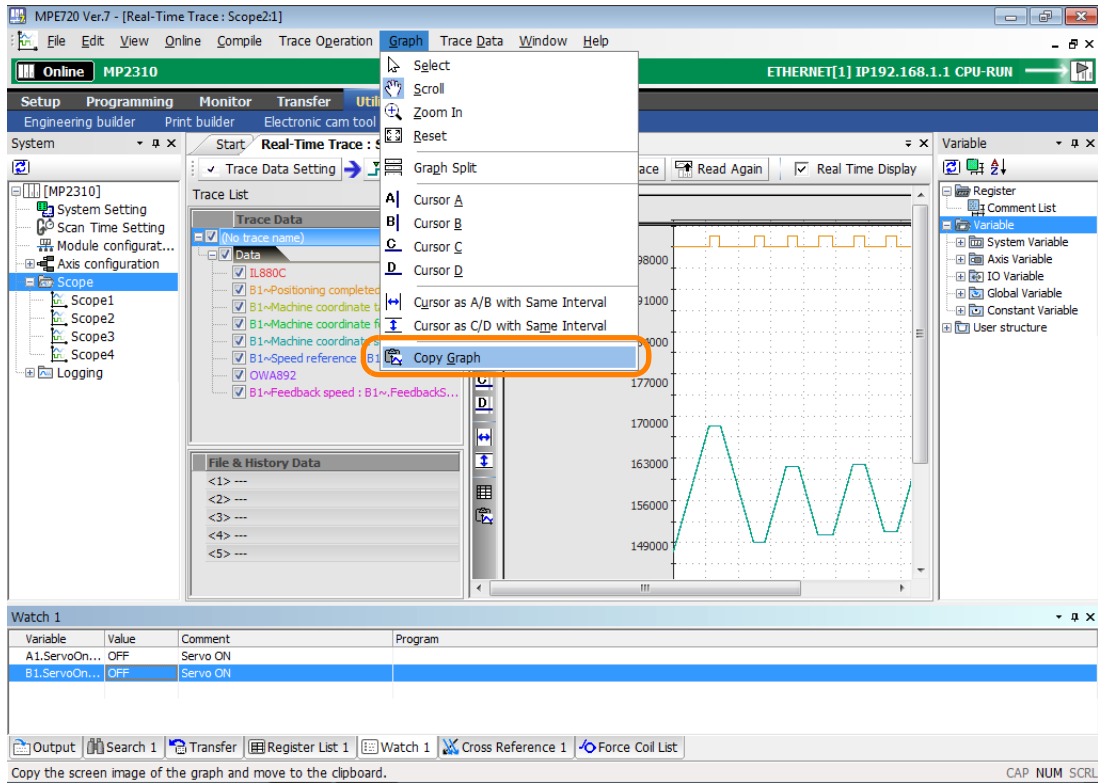 MPE720 Ver.7 - [Real-Time Trace : Scope2:1]
File Edit View Online Compile Trace Operation Graph Trace Data Window Help
Online MP2310 ETHERNET[1] IP192.168.1.1 CPU-RUN
Setup Programming Monitor Transfer Util
Engineering builder Print builder Electronic cam tool
System
Start Real-Time Trace : S
Variable
Trace Data Setting
ace Read Again Real Time Display
[MP2310]
System Setting
Scan Time Setting
Module configurat...
Axis configuration
Scope
Scope1
Scope2
Scope3
Scope4
Logging
Trace List
Trace Data
(No trace name)
Data
IL880C
B1~Positioning completed
B1~Machine coordinate t
B1~Machine coordinate f
B1~Machine coordinate s
B1~Speed reference : B1
OWA892
B1~Feedback speed : B1~.FeedbackS...
File & History Data
<1> ---
<2> ---
<3> ---
<4> ---
<5> ---
Select
Scroll
Zoom In
Reset
Graph Split
A Cursor A
B Cursor B
C Cursor C
D Cursor D
Cursor as A/B with Same Interval
Cursor as C/D with Same Interval
Copy Graph
C
D
98000
91000
84000
177000
170000
163000
156000
149000
Register
Comment List
Variable
System Variable
Axis Variable
IO Variable
Global Variable
Constant Variable
User structure
Watch 1
Variable Value Comment Program
A1.ServoOn... OFF Servo ON
B1.ServoOn... OFF Servo ON
Output Search 1 Transfer Register List 1 Watch 1 Cross Reference 1 Force Coil List
Copy the screen image of the graph and move to the clipboard. CAP NUM SCRL